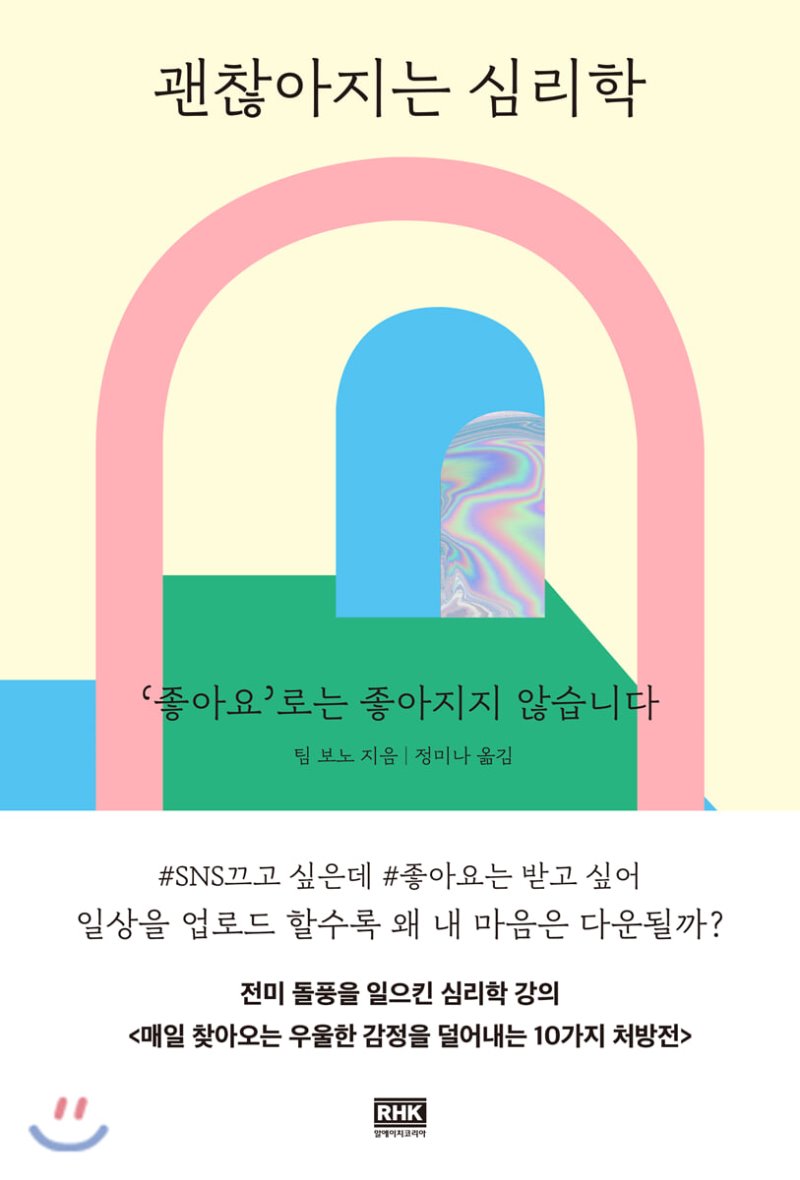 괜찮아지는 심리학
‘좋아요’로는 좋아지지 않습니다
팀 보노 지음 | 정미나 옮김
#SNS끄고 싶은데 #좋아요는 받고 싶어
일상을 업로드 할수록 왜 내 마음은 다운될까?
전미 돌풍을 일으킨 심리학 강의
<매일 찾아오는 우울한 감정을 덜어내는 10가지 처방전>
RHK
알에이치코리아